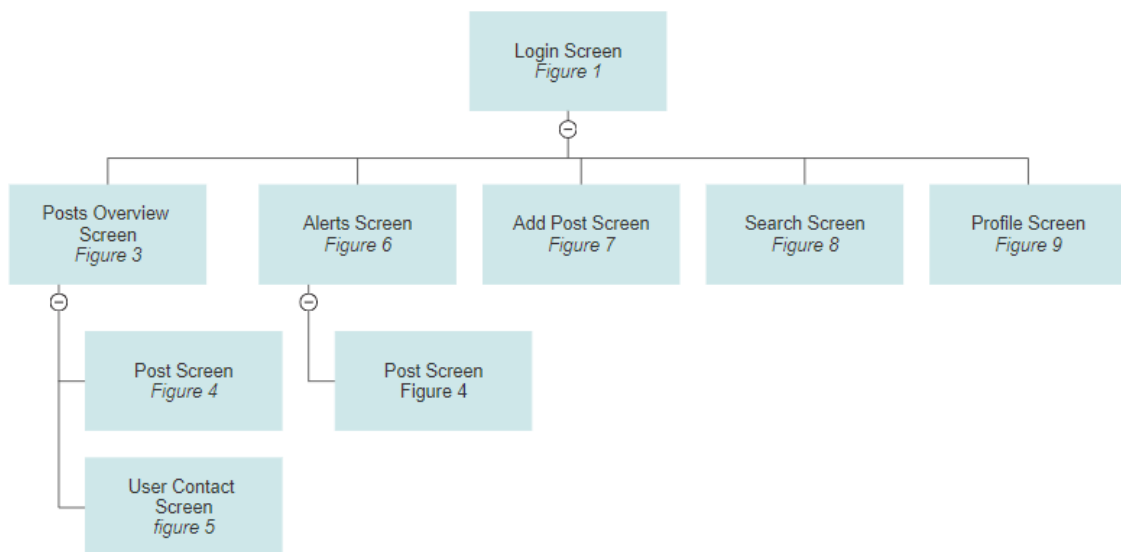 Login Screen
Figure 1
Posts Overview
Screen
Figure 3
Alerts Screen
Figure 6
Add Post Screen
Figure 7
Search Screen
Figure 8
Profile Screen
Figure 9
Post Screen
Figure 4
Post Screen
Figure 4
User Contact
Screen
figure 5